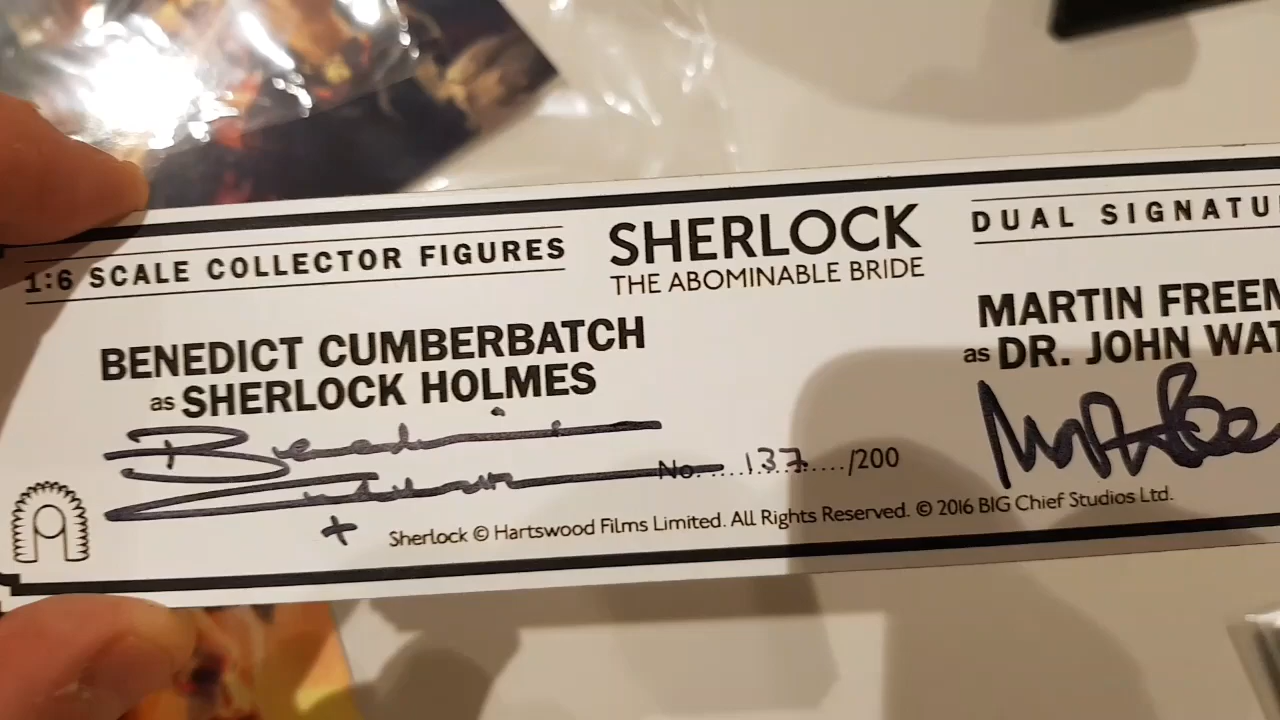 1:6 SCALE COLLECTOR FIGURES
SHERLOCK
THE ABOMINABLE BRIDE
DUAL SIGNATU
BENEDICT CUMBERBATCH
as SHERLOCK HOLMES
MARTIN FREEM
as DR. JOHN WAT
No....137..../200
Sherlock © Hartswood Films Limited. All Rights Reserved. © 2016 BIG Chief Studios Ltd.